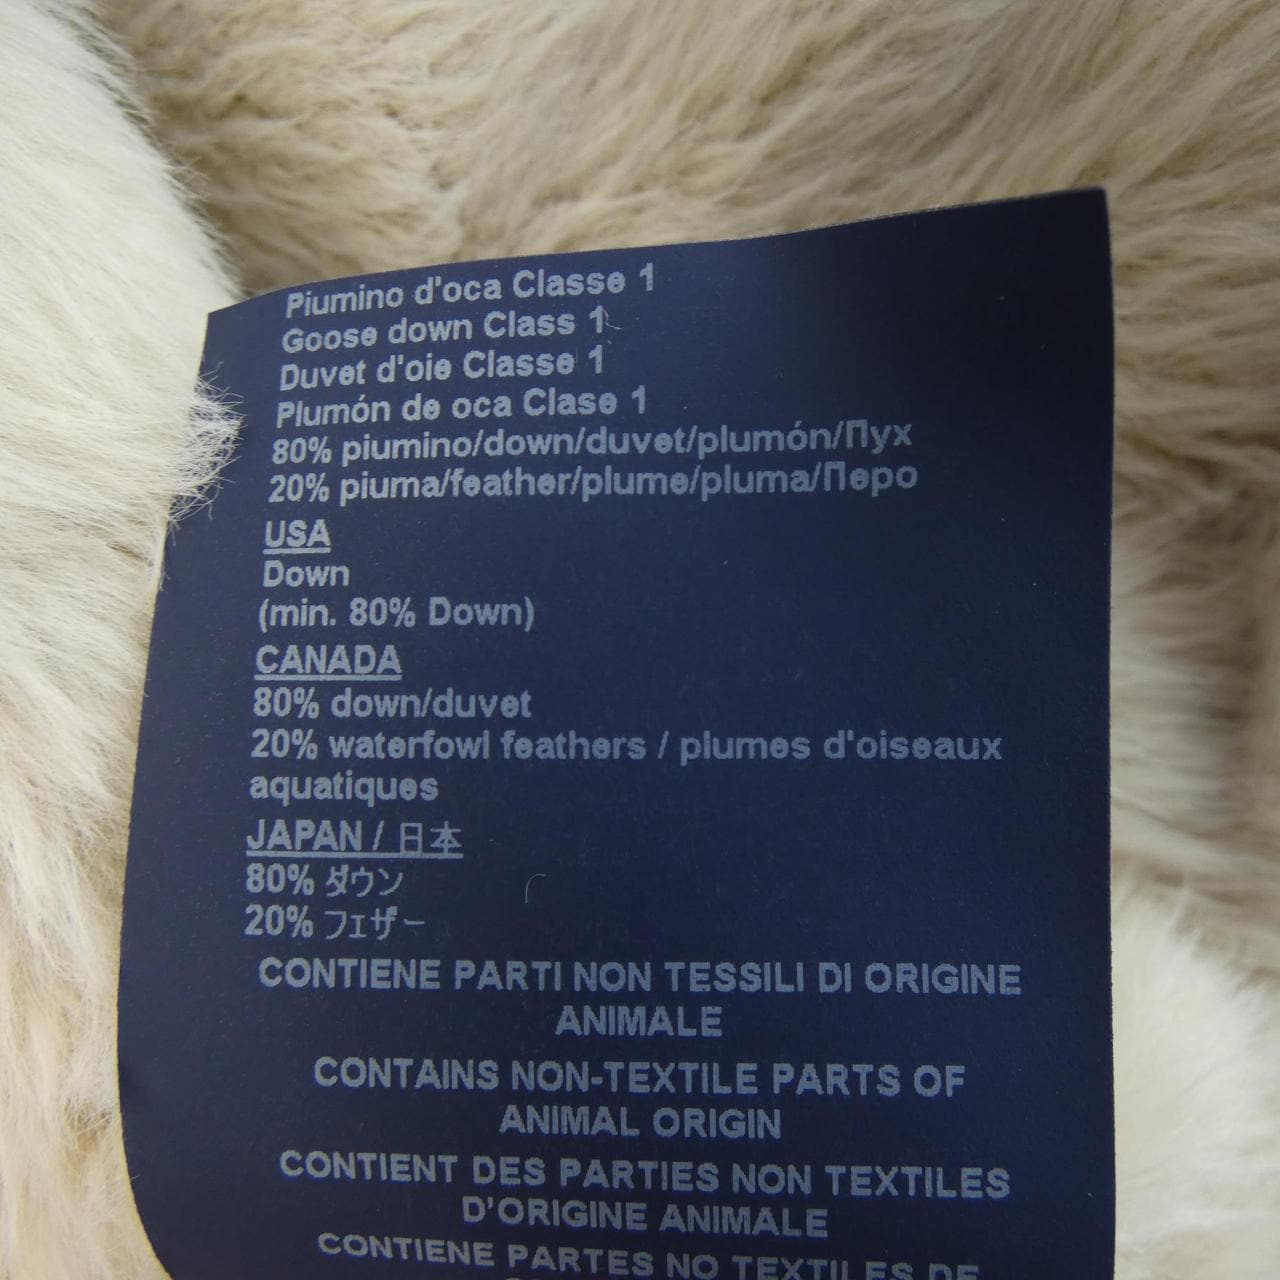 Piumino d'oca Classe 1
Goose down Class 1
Duvet d'oie Classe 1
Plumón de oca Clase 1
80% piumino/down/duvet/plumón/Пух
20% piuma/feather/plume/pluma/Перо
USA
Down
(min. 80% Down)
CANADA
80% down/duvet
20% waterfowl feathers / plumes d'oiseaux
aquatiques
JAPAN / 日本
80% ダウン
20% フェザー
CONTIENE PARTI NON TESSILI DI ORIGINE
ANIMALE
CONTAINS NON-TEXTILE PARTS OF
ANIMAL ORIGIN
CONTIENT DES PARTIES NON TEXTILES
D'ORIGINE ANIMALE
CONTIENE PARTES NO TEXTILES DE